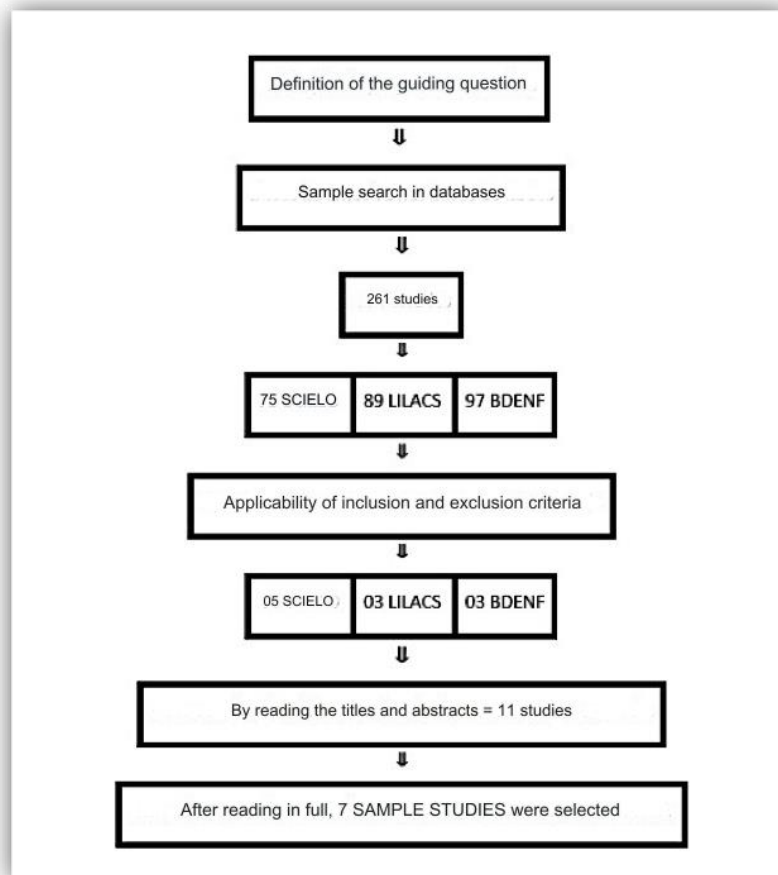 Definition of the guiding question
Sample search in databases
261 studies
75 SCIELO 89 LILACS 97 BDENF
Applicability of inclusion and exclusion criteria
05 SCIELO 03 LILACS 03 BDENF
By reading the titles and abstracts = 11 studies
After reading in full, 7 SAMPLE STUDIES were selected